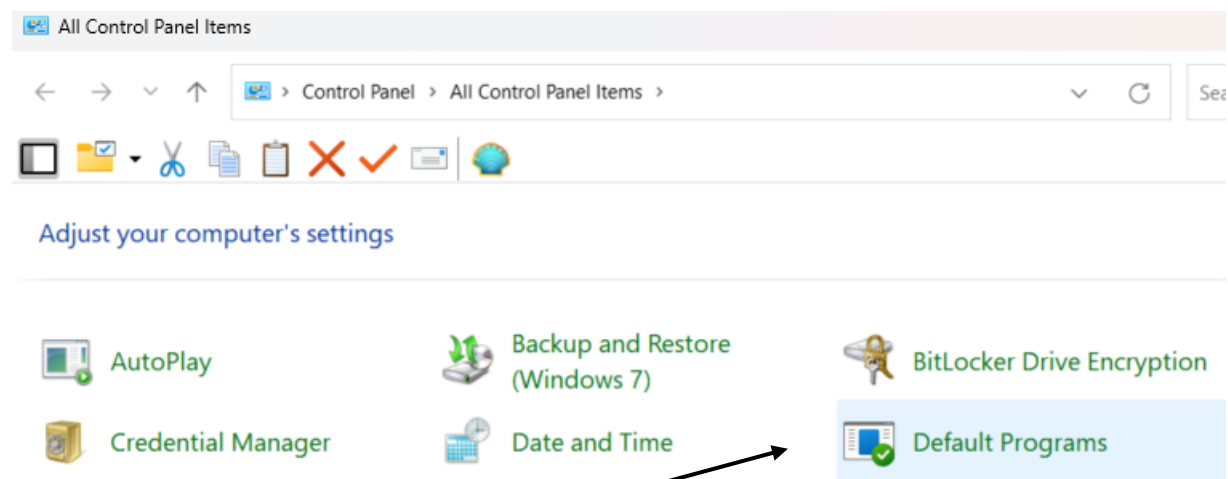 All Control Panel Items
Control Panel > All Control Panel Items >
Sea
Adjust your computer's settings
AutoPlay
Backup and Restore
(Windows 7)
BitLocker Drive Encryption
Credential Manager
Date and Time
Default Programs